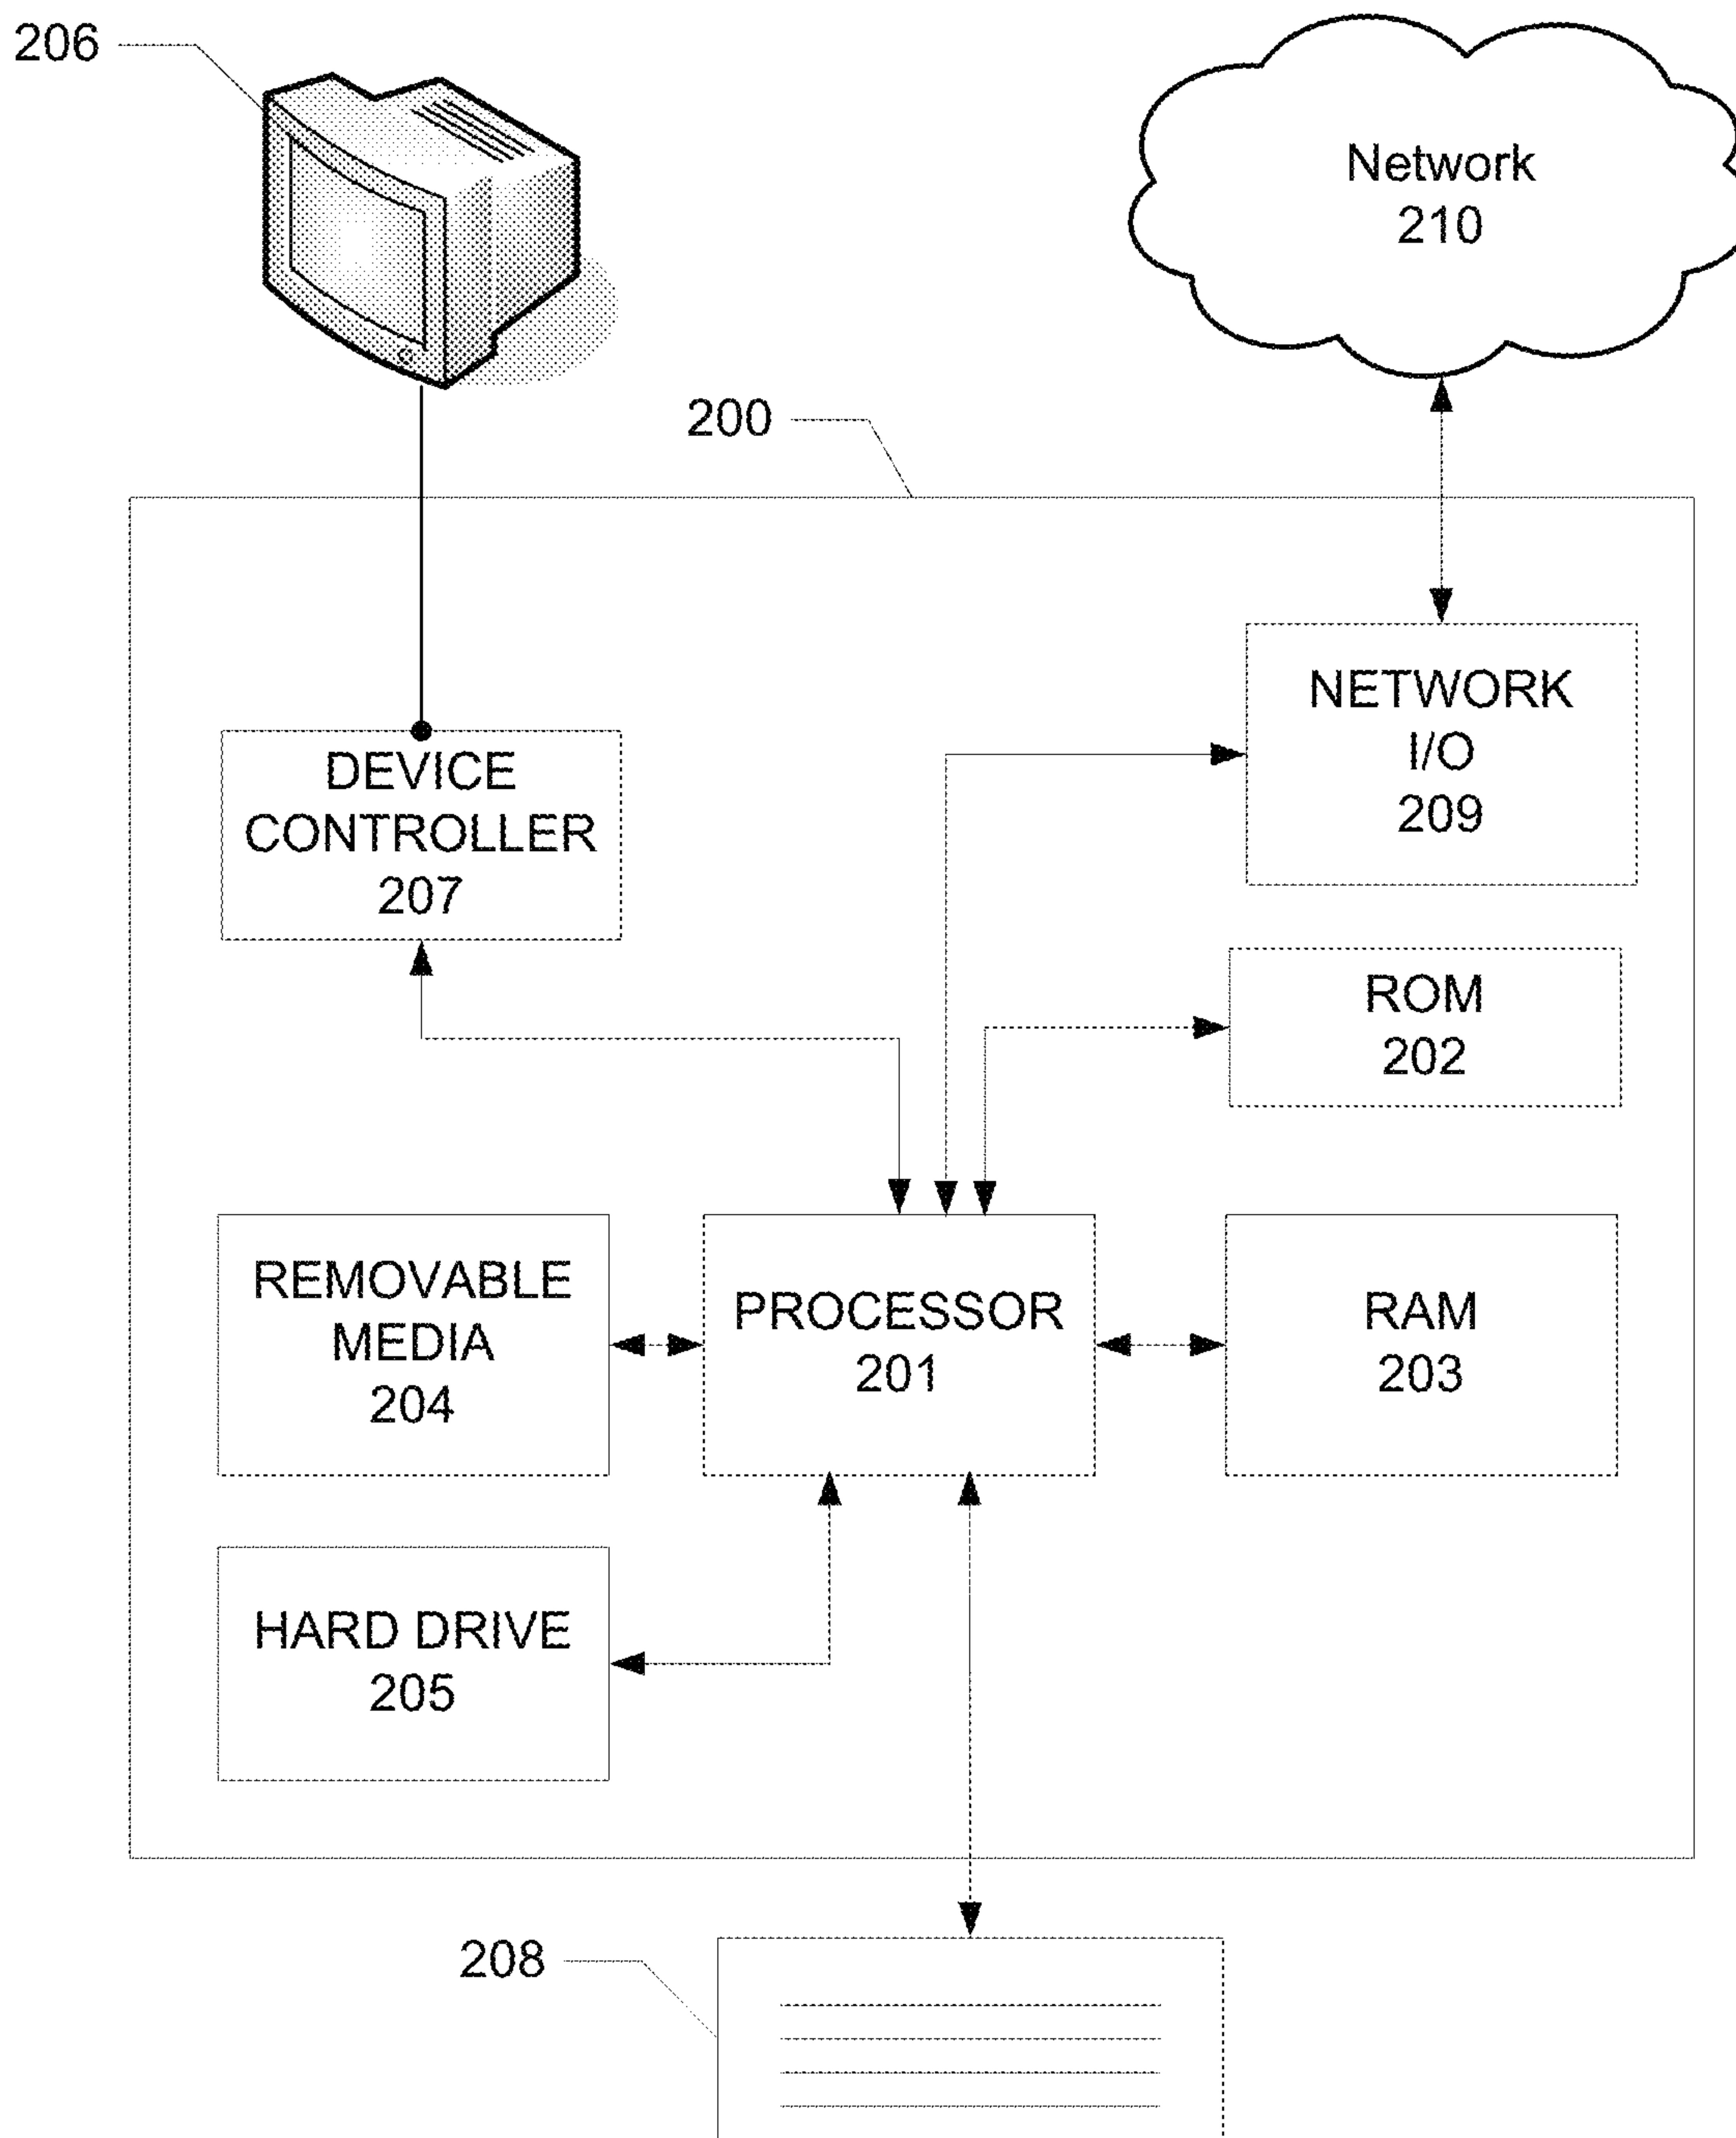 206
Network
210
200
NETWORK
I/O
209
DEVICE
CONTROLLER
207
ROM
202
REMOVABLE
MEDIA
204
PROCESSOR
201
RAM
203
HARD DRIVE
205
208